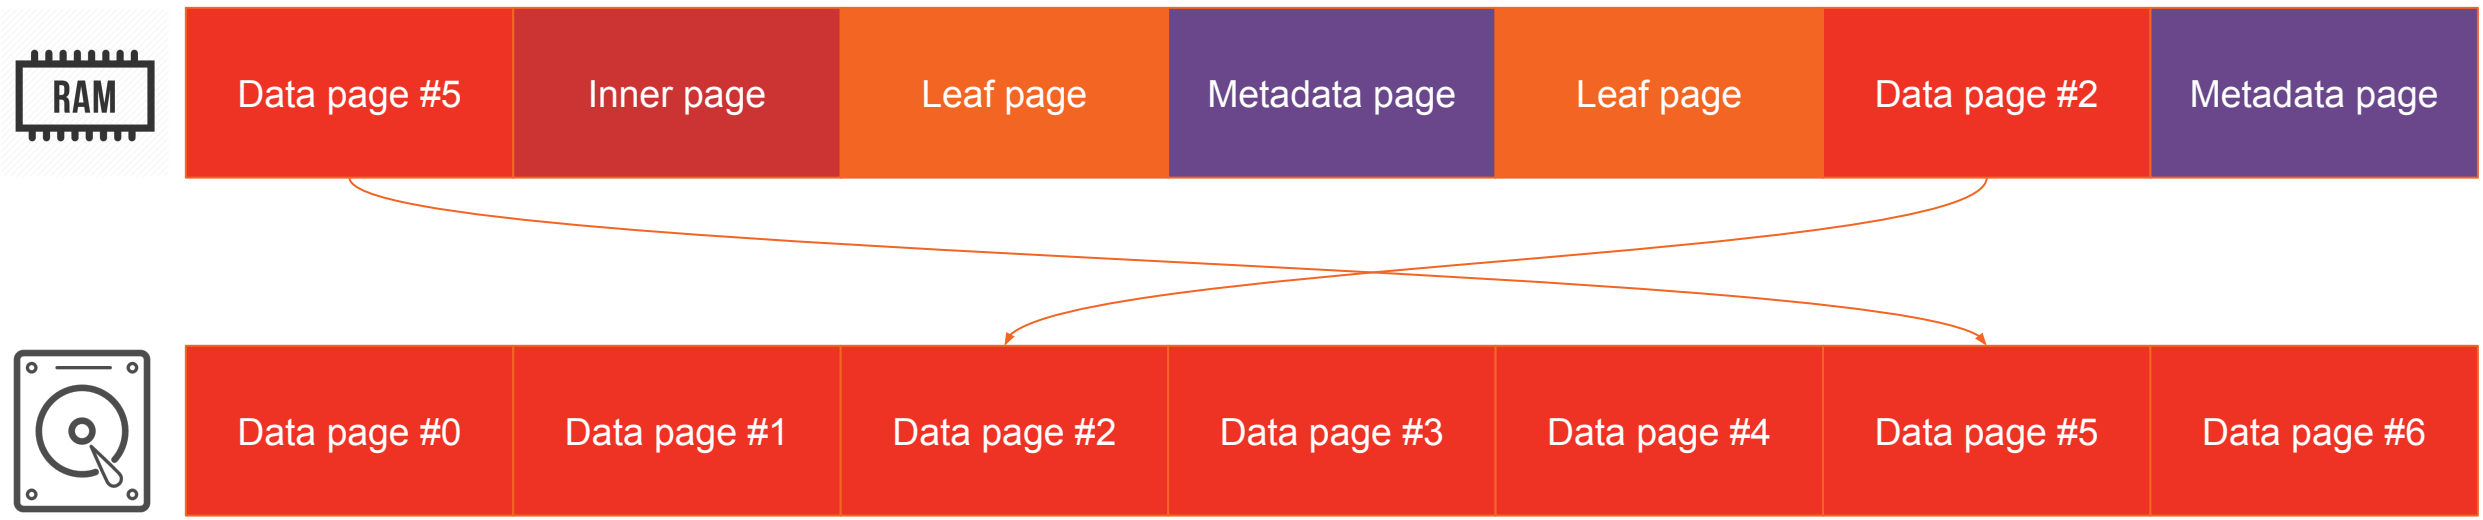 RAM
Data page #5
Inner page
Leaf page
Metadata page
Leaf page
Data page #2
Metadata page
Data page #0
Data page #1
Data page #2
Data page #3
Data page #4
Data page #5
Data page #6